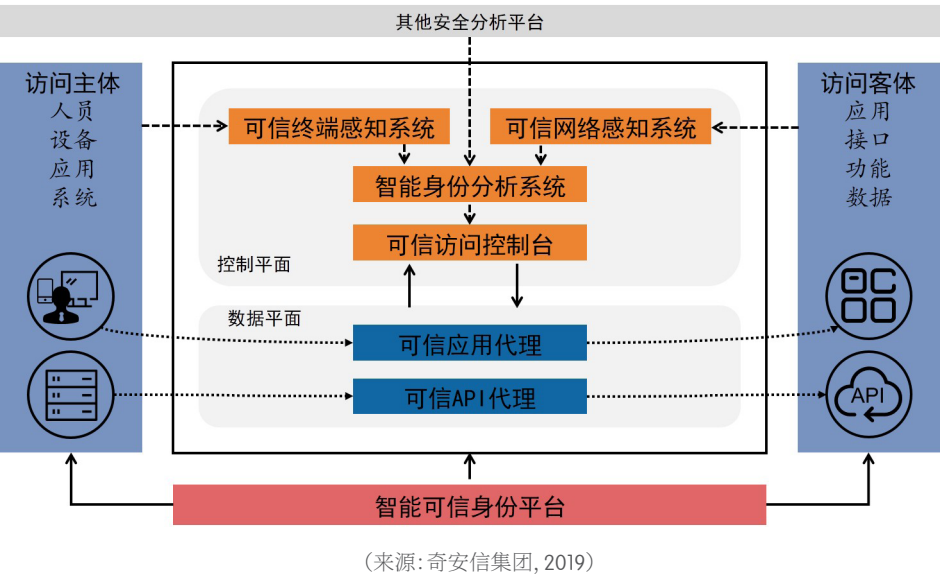 其他安全分析平台
访问主体
人员
设备
应用
系统
可信终端感知系统
可信网络感知系统
智能身份分析系统
可信访问控制台
控制平面
数据平面
可信应用代理
可信API代理
访问客体
应用
接口
功能
数据
API
智能可信身份平台
(来源:奇安信集团,2019)